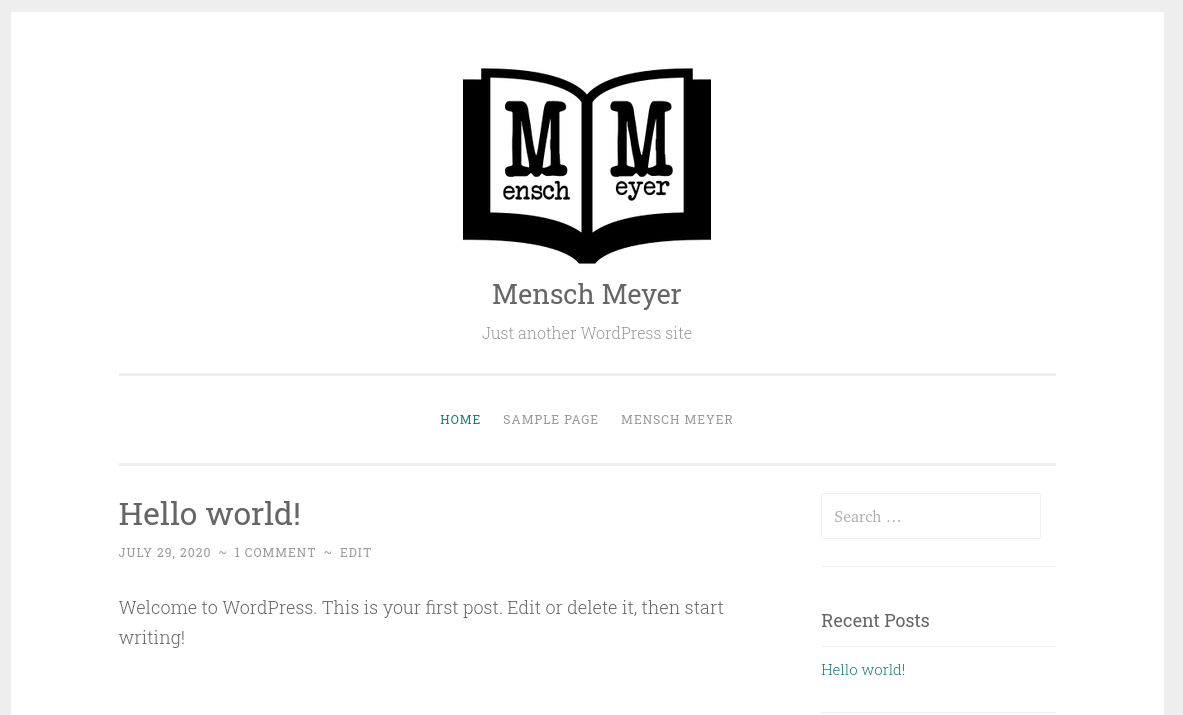 M M
ensch eyer
Mensch Meyer
Just another WordPress site
HOME SAMPLE PAGE MENSCH MEYER
Hello world!
JULY 29, 2020 ~ 1 COMMENT ~ EDIT
Welcome to WordPress. This is your first post. Edit or delete it, then start
writing!
Search …
Recent Posts
Hello world!